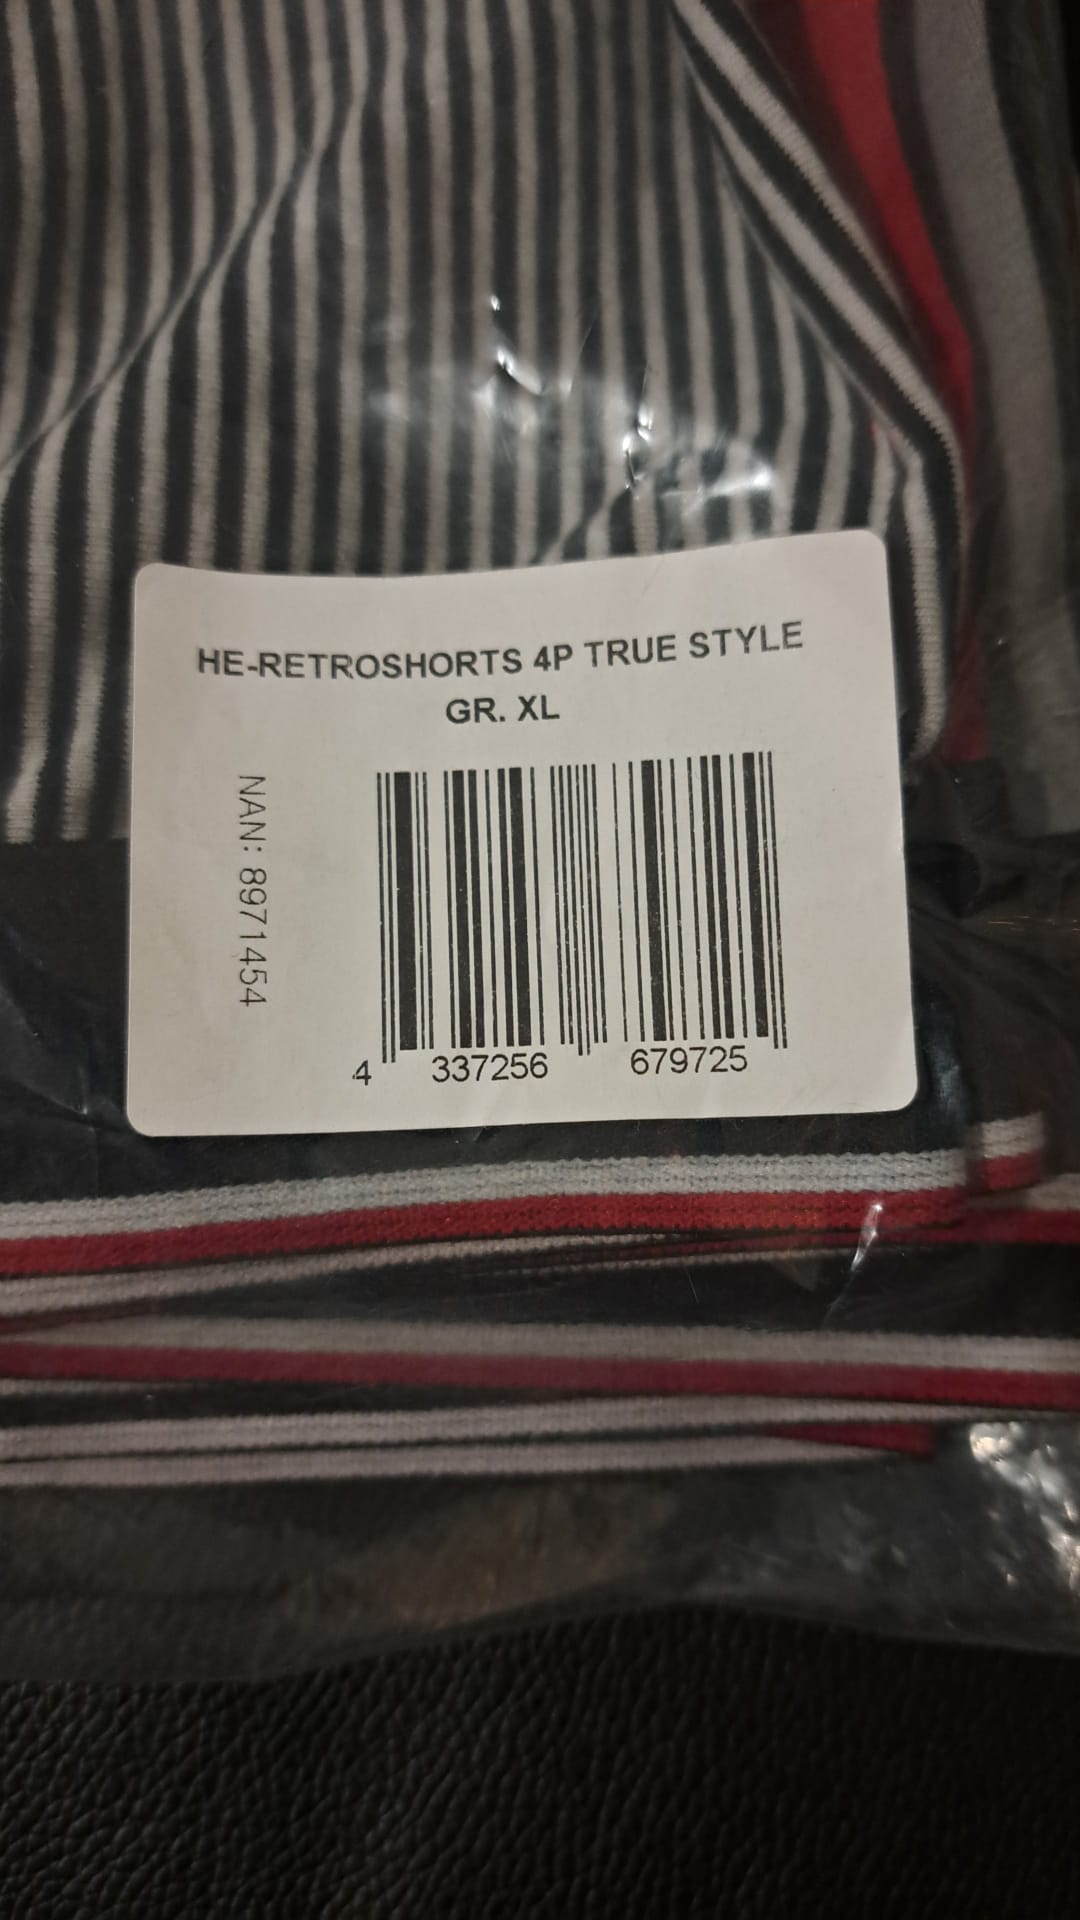 HE-RETROSHORTS 4P TRUE STYLE
GR. XL
NAN: 8971454
4 337256 679725